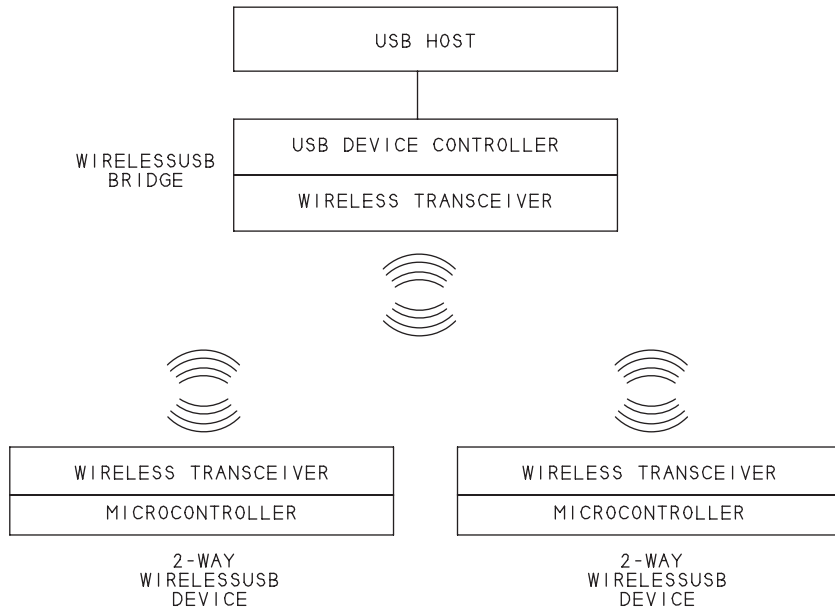 USB HOST
USB DEVICE CONTROLLER
WIRELESSUSB
BRIDGE
WIRELESS TRANSCEIVER
WIRELESS TRANSCEIVER
MICROCONTROLLER
2-WAY
WIRELESSUSB
DEVICE
WIRELESS TRANSCEIVER
MICROCONTROLLER
2-WAY
WIRELESSUSB
DEVICE